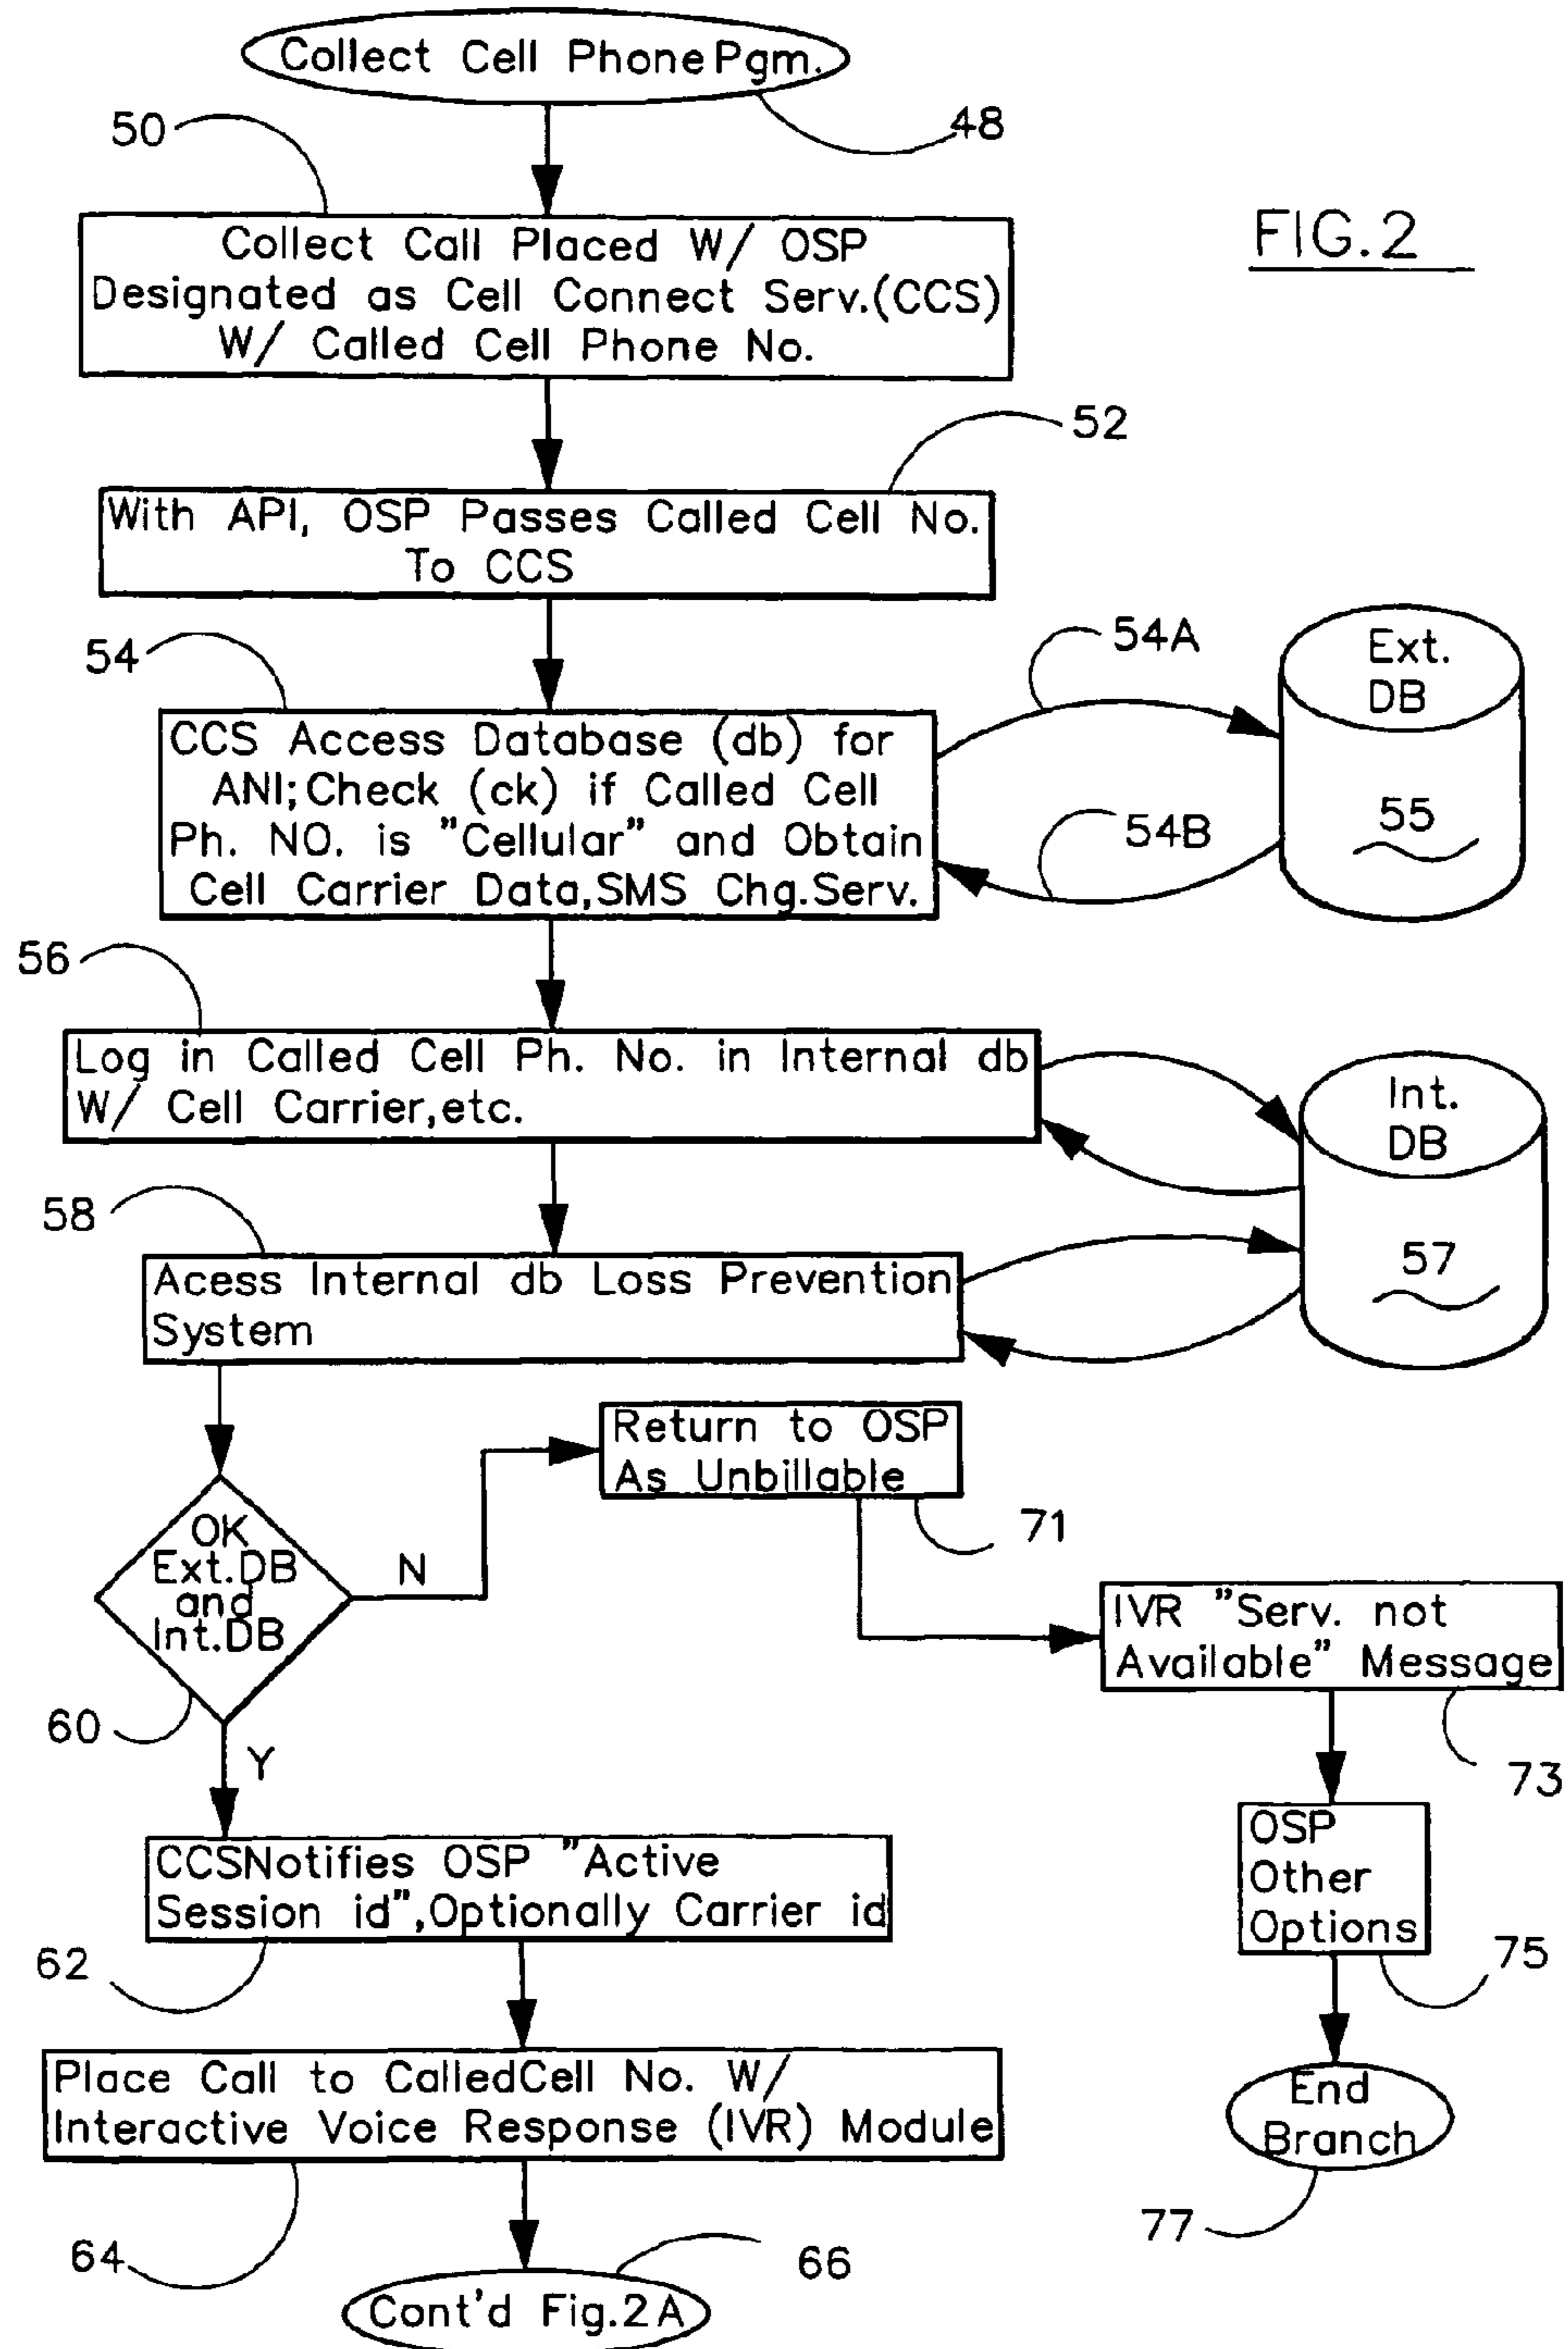 Collect Cell Phone Pgm.
48
50
FIG.2
Collect Call Placed W/ OSP
Designated as Cell Connect Serv.(CCS)
W/ Called Cell Phone No.
52
With API, OSP Passes Called Cell No.
To CCS
54
54A
Ext.
DB
CCS Access Database (db) for
ANI;Check (ck) if Called Cell
Ph. NO. is "Cellular" and Obtain
Cell Carrier Data,SMS Chg.Serv.
54B
55
56
Log in Called Cell Ph. No. in Internal db
W/ Cell Carrier,etc.
Int.
DB
57
58
Acess Internal db Loss Prevention
System
Return to OSP
As Unbillable
71
OK
Ext.DB
and
Int.DB
N
60
Y
IVR "Serv. not
Available" Message
73
CCSNotifies OSP "Active
Session id",Optionally Carrier id
62
OSP
Other
Options
75
Place Call to CalledCell No. W/
Interactive Voice Response (IVR) Module
64
End
Branch
77
66
Cont'd Fig.2A